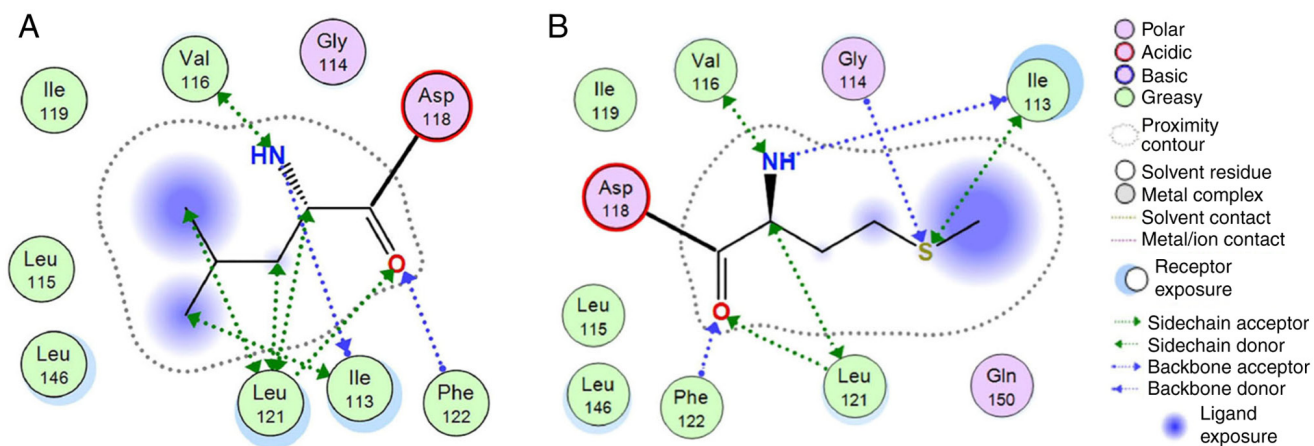 A
Val
116
Gly
114
Ile
119
Asp
118
HN
O
Leu
115
Leu
146
Leu
121
Ile
113
Phe
122
B
Val
116
Gly
114
Ile
113
Ile
119
NH
Asp
118
S
O
Leu
115
Leu
146
Phe
122
Leu
121
Gln
150
Polar
Acidic
Basic
Greasy
Proximity
contour
Solvent residue
Metal complex
Solvent contact
Metal/ion contact
Receptor
exposure
Sidechain acceptor
Sidechain donor
Backbone acceptor
Backbone donor
Ligand
exposure